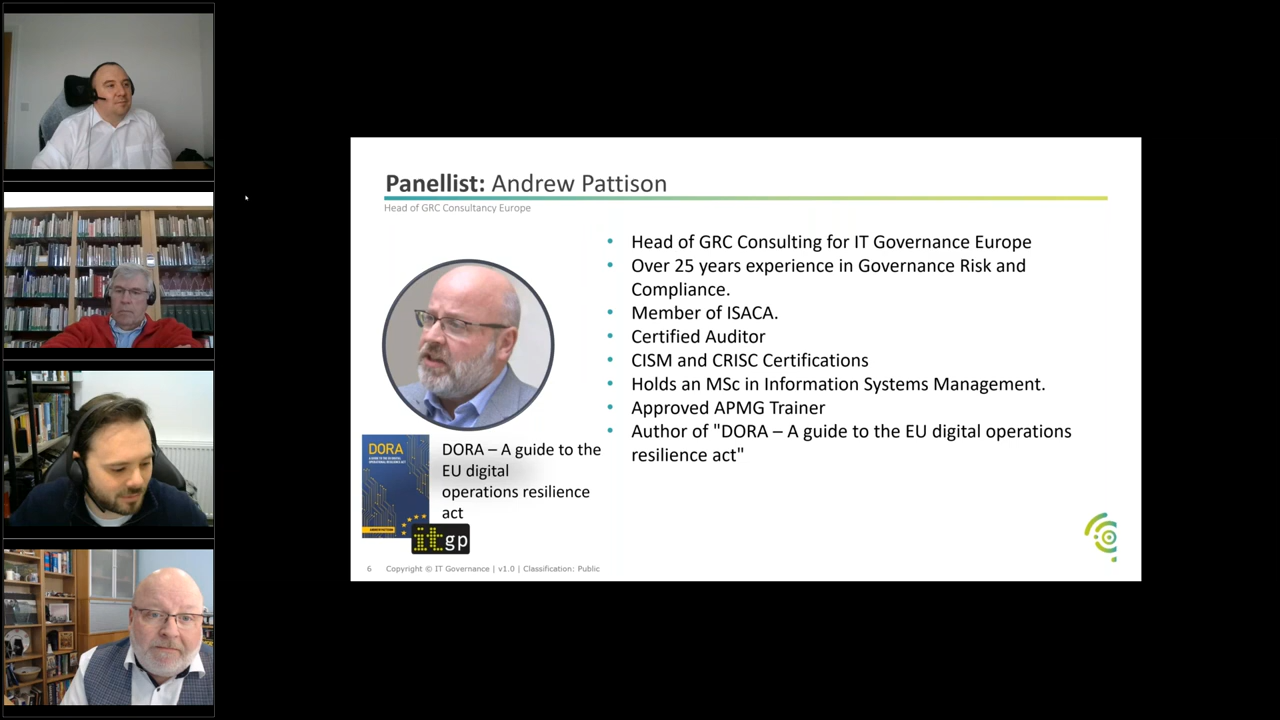 Panellist: Andrew Pattison
Head of GRC Consultancy Europe
• Head of GRC Consulting for IT Governance Europe
• Over 25 years experience in Governance Risk and
Compliance.
• Member of ISACA.
• Certified Auditor
• CISM and CRISC Certifications
• Holds an MSc in Information Systems Management.
• Approved APMG Trainer
• Author of "DORA – A guide to the EU digital operations
resilience act"
DORA
DORA – A guide to the
EU digital
operations resilience
act
itgp
6 Copyright © IT Governance | v1.0 | Classification: Public